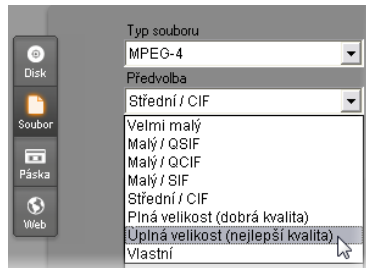 Typ souboru
MPEG-4
Disk
Předvolba
Střední / CIF
Soubor
Velmi malý
Malý / QSIF
Malý / QCIF
Páska
Malý / SIF
Střední / CIF
Plná velikost (dobrá kvalita)
Web
Úplná velikost (nejlepší kvalita)
Vlastní